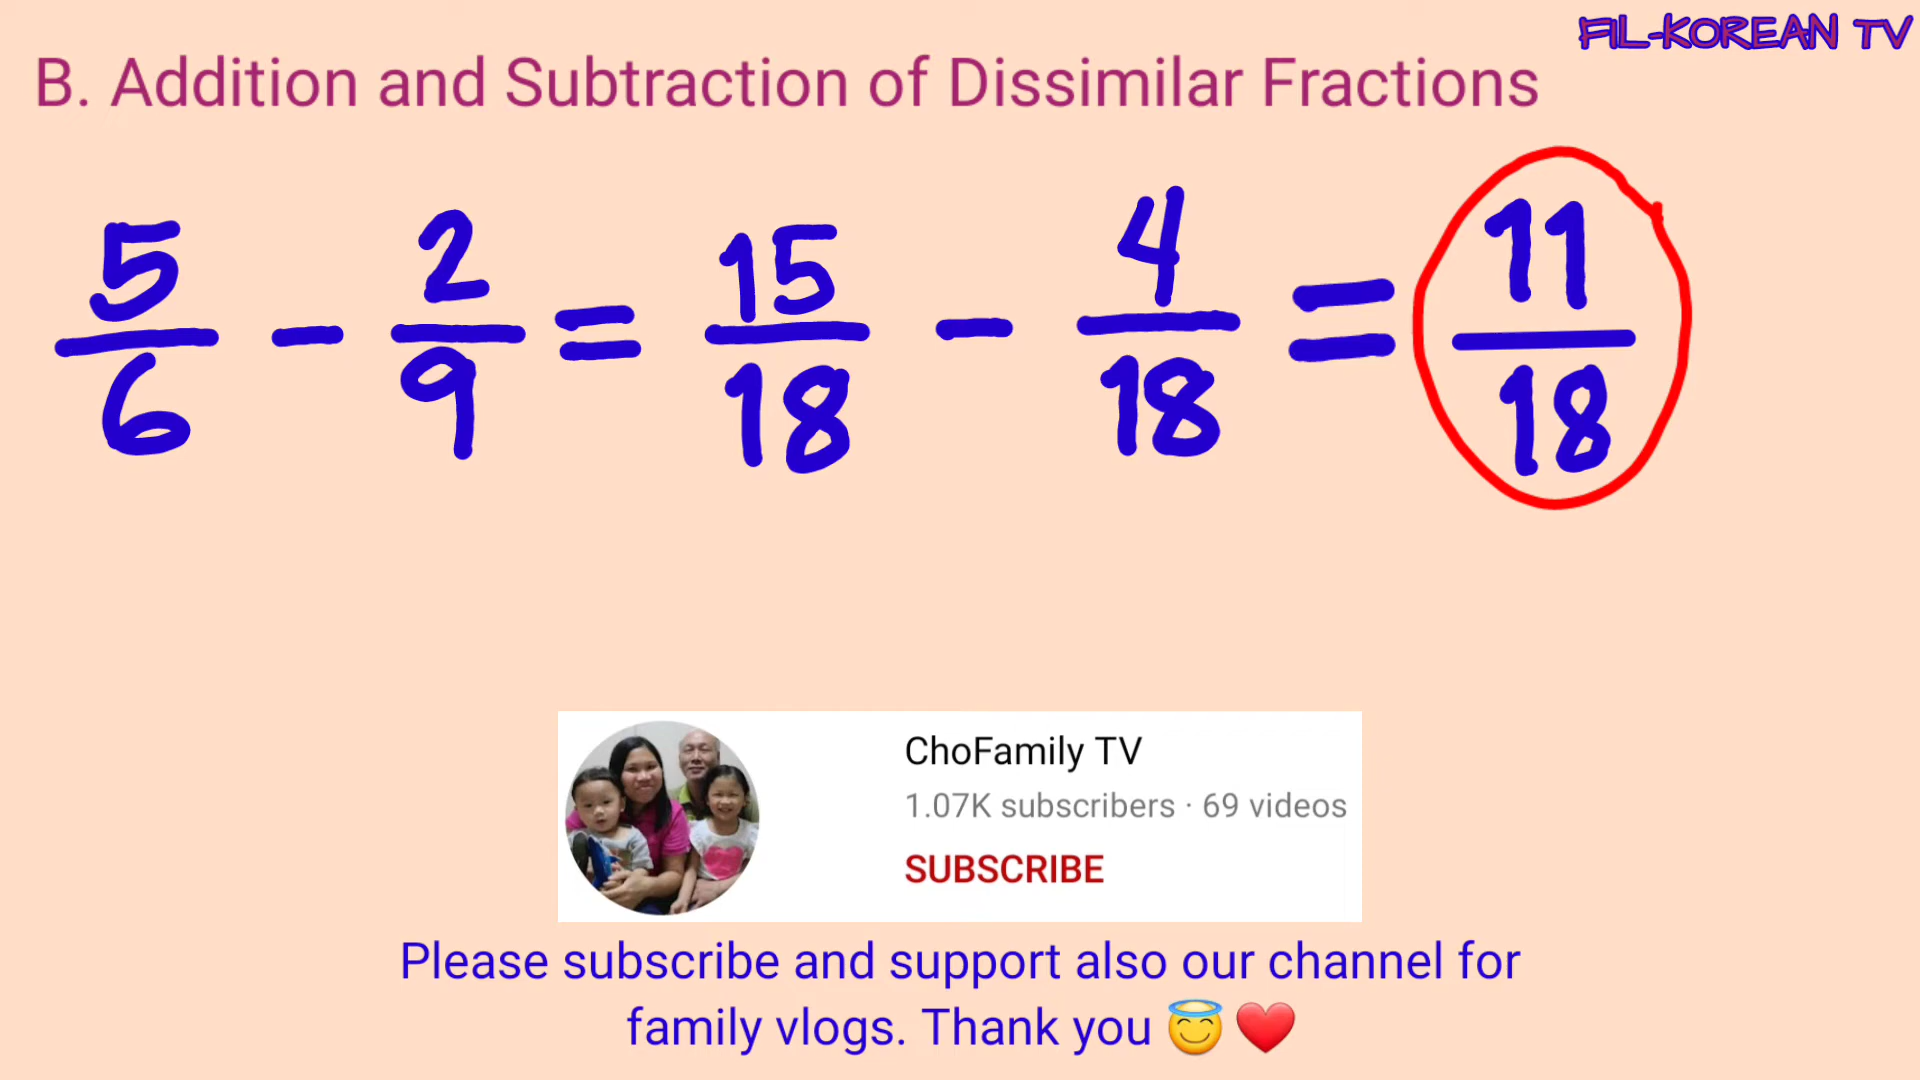 FIL-KOREAN TV
B. Addition and Subtraction of Dissimilar Fractions
5/6 - 2/9 = 15/18 - 4/18 = 11/18
ChoFamily TV
1.07K subscribers · 69 videos
SUBSCRIBE
Please subscribe and support also our channel for
family vlogs. Thank you 😇 ❤️